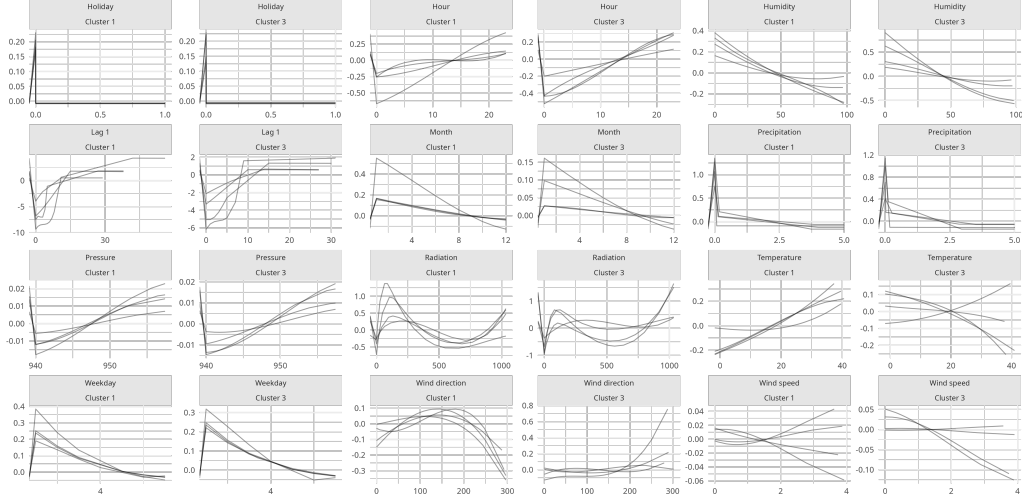 Holiday Holiday Hour Hour Humidity Humidity
Cluster 1 Cluster 3 Cluster 1 Cluster 3 Cluster 1 Cluster 3
0.20 0.20 0.25 0.2 0.4 0.5
0.15 0.15 0.00 0.0 0.2 0.0
0.10 0.10 -0.25 -0.2 0.0 -0.5
0.05 0.05 -0.50 -0.4 -0.2
0.00 0.00
0.0 0.5 1.0 0.0 0.5 1.0 0 10 20 0 10 20 0 50 100 0 50 100
Lag 1 Lag 1 Month Month Precipitation Precipitation
Cluster 1 Cluster 3 Cluster 1 Cluster 3 Cluster 1 Cluster 3
0 2 0.4 0.15 1.0 1.2
-5 0 0.2 0.10 0.5 0.8
-10 -2 0.0 0.05 0.0 0.4
-4 0.00 0.0
-6
0 30 0 10 20 30 4 8 12 4 8 12 0.0 2.5 5.0 0.0 2.5 5.0
Pressure Pressure Radiation Radiation Temperature Temperature
Cluster 1 Cluster 3 Cluster 1 Cluster 3 Cluster 1 Cluster 3
0.02 0.02 1.0 1 0.2 0.1
0.01 0.01 0.5 0 0.0 0.0
0.00 0.00 0.0 -1 -0.2 -0.1
-0.01 -0.01 -0.5 -0.2
940 950 940 950 0 500 1000 0 500 1000 0 20 40 0 20 40
Weekday Weekday Wind direction Wind direction Wind speed Wind speed
Cluster 1 Cluster 3 Cluster 1 Cluster 3 Cluster 1 Cluster 3
0.4 0.3 0.1 0.8 0.04 0.05
0.3 0.2 0.0 0.6 0.02 0.00
0.2 0.1 -0.1 0.4 0.00 -0.05
0.1 0.0 -0.2 0.2 -0.02 -0.10
0.0 -0.3 0.0 -0.04
-0.2 -0.06
4 4 0 100 200 300 0 100 200 300 0 2 4 0 2 4